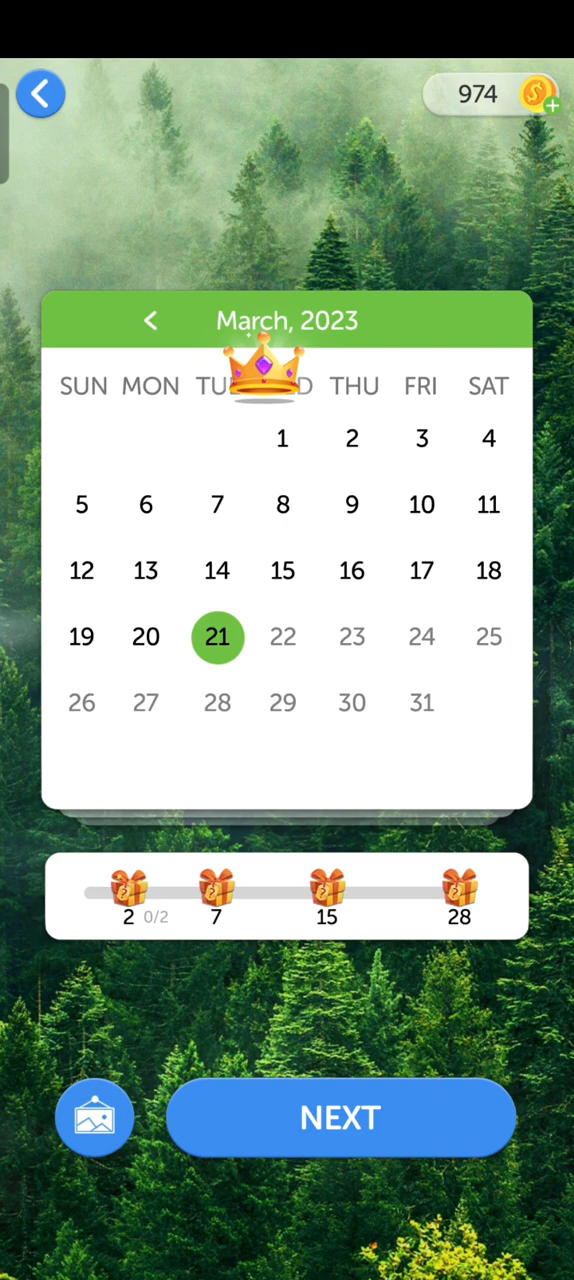 974
March, 2023
SUN MON TU D THU FRI SAT
1 2 3 4
5 6 7 8 9 10 11
12 13 14 15 16 17 18
19 20 21 22 23 24 25
26 27 28 29 30 31
2 0/2 7 15 28
NEXT